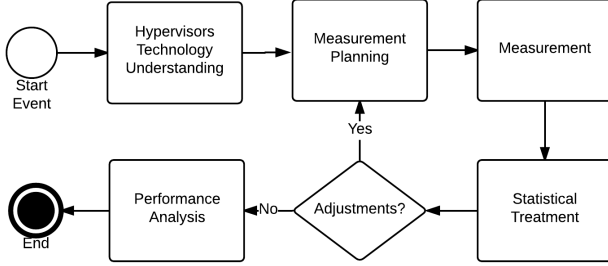 Start
Event
Hypervisors
Technology
Understanding
Measurement
Planning
Measurement
Yes
End
Performance
Analysis
No
Adjustments?
Statistical
Treatment